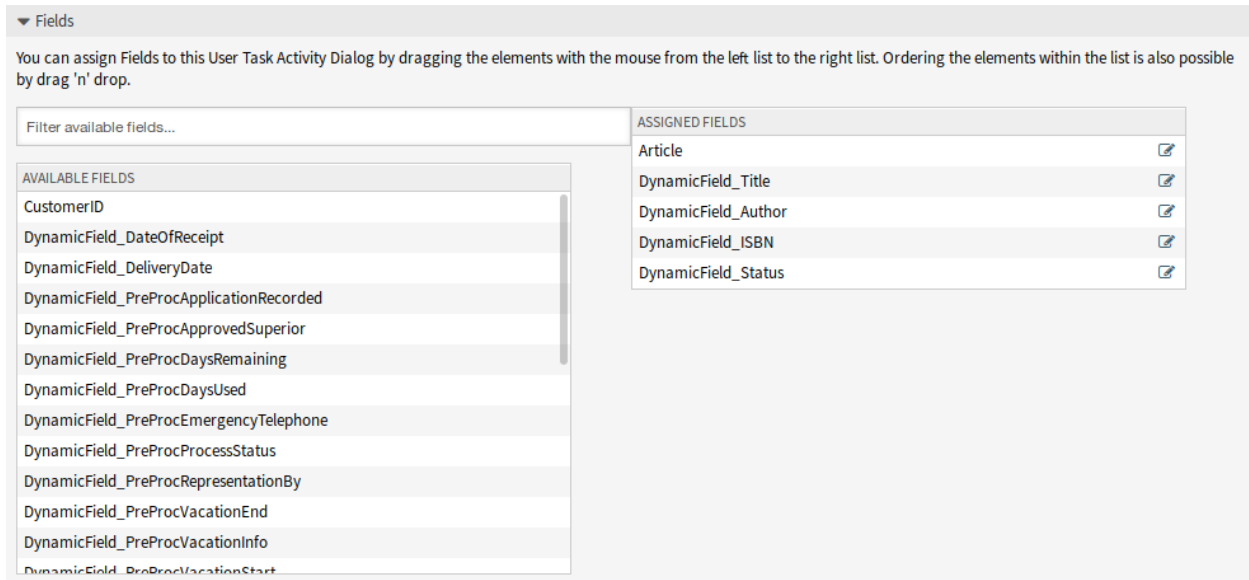 Fields
You can assign Fields to this User Task Activity Dialog by dragging the elements with the mouse from the left list to the right list. Ordering the elements within the list is also possible
by drag 'n' drop.
Filter available fields...
AVAILABLE FIELDS
CustomerID
DynamicField_DateOfReceipt
DynamicField_DeliveryDate
DynamicField_PreProcApplicationRecorded
DynamicField_PreProcApprovedSuperior
DynamicField_PreProcDaysRemaining
DynamicField_PreProcDaysUsed
DynamicField_PreProcEmergencyTelephone
DynamicField_PreProcProcessStatus
DynamicField_PreProcRepresentationBy
DynamicField_PreProcVacationEnd
DynamicField_PreProcVacationInfo
DynamicField_PreProcVacationStart
ASSIGNED FIELDS
Article
DynamicField_Title
DynamicField_Author
DynamicField_ISBN
DynamicField_Status